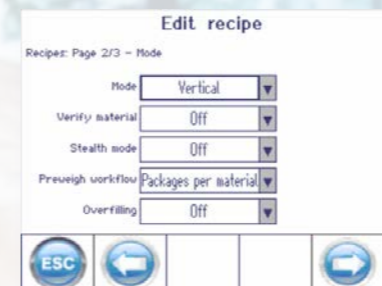 Edit recipe
Recipes: Page 2/3 - Mode
Mode Vertical
Verify material Off
Stealth mode Off
Preweigh workflow Packages per material
Overfilling Off
ESC